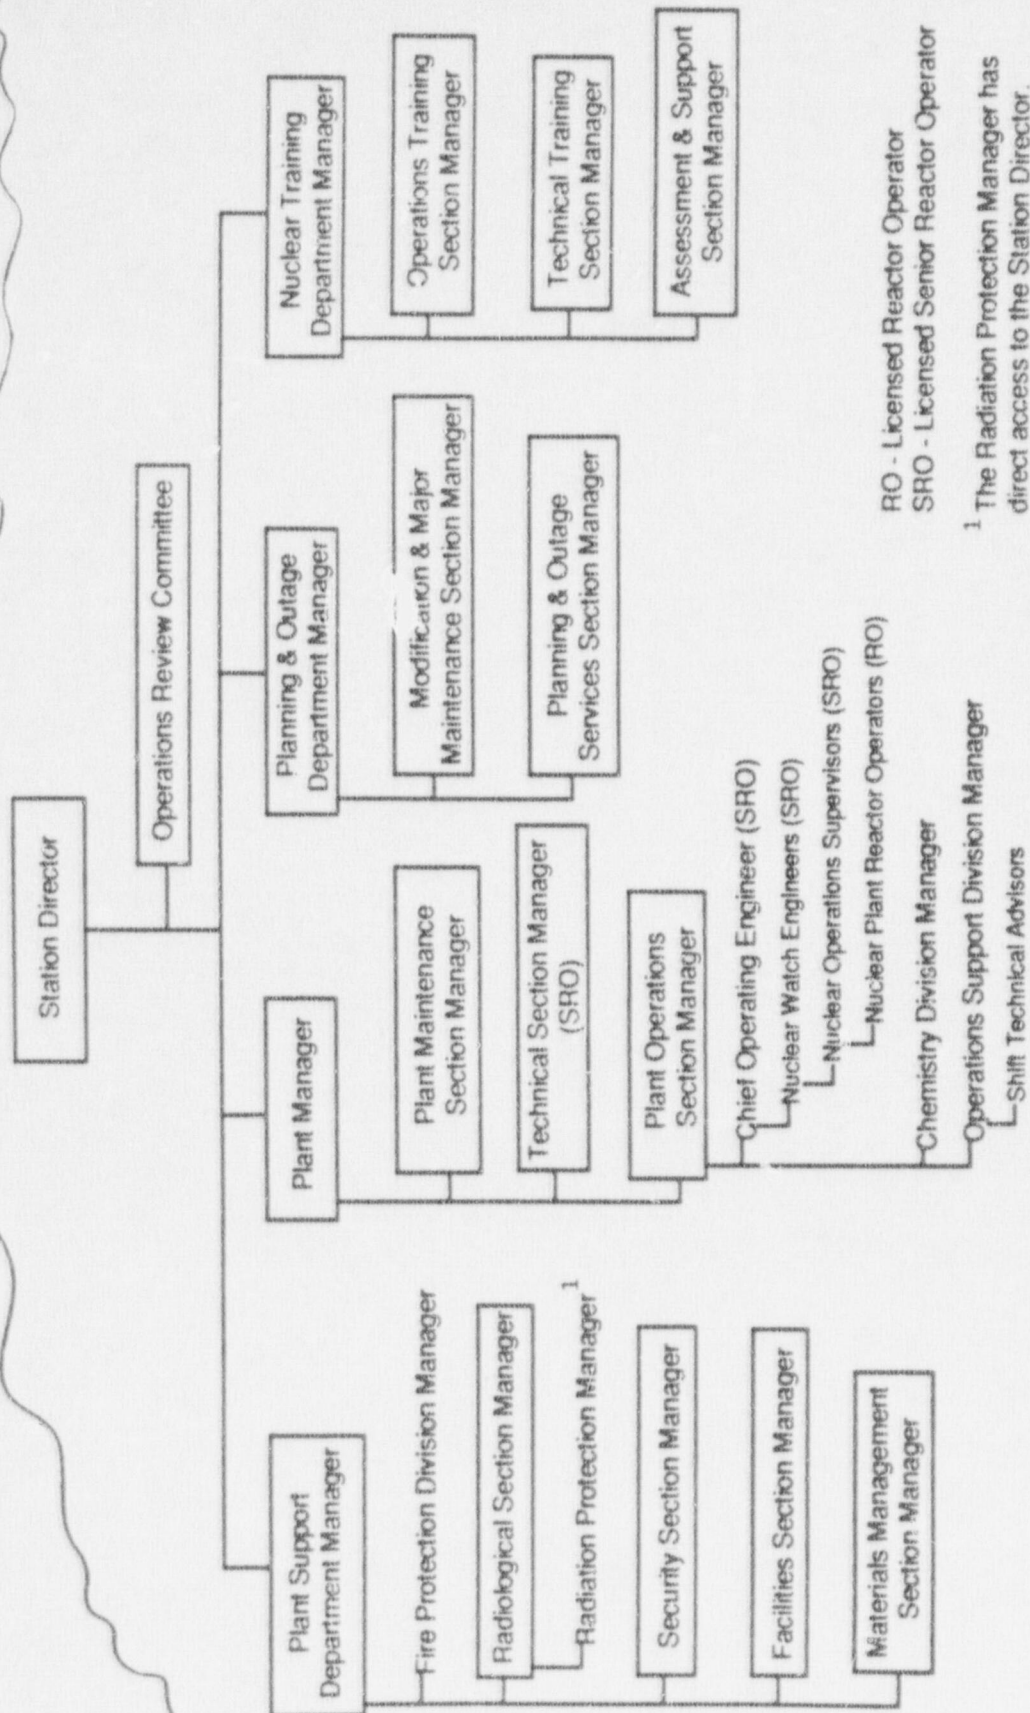 Station Director
Operations Review Committee
Plant Support
Department Manager
Fire Protection Division Manager
Radiological Section Manager
Radiation Protection Manager 1
Security Section Manager
Facilities Section Manager
Materials Management
Section Manager
Plant Manager
Plant Maintenance
Section Manager
Technical Section Manager
(SRO)
Plant Operations
Section Manager
Chief Operating Engineer (SRO)
Nuclear Watch Engineers (SRO)
Nuclear Operations Supervisors (SRO)
Nuclear Plant Reactor Operators (RO)
Chemistry Division Manager
Operations Support Division Manager
Shift Technical Advisors
Planning & Outage
Department Manager
Modification & Major
Maintenance Section Manager
Planning & Outage
Services Section Manager
Nuclear Training
Department Manager
Operations Training
Section Manager
Technical Training
Section Manager
Assessment & Support
Section Manager
RO - Licensed Reactor Operator
SRO - Licensed Senior Reactor Operator
1 The Radiation Protection Manager has
direct access to the Station Director.